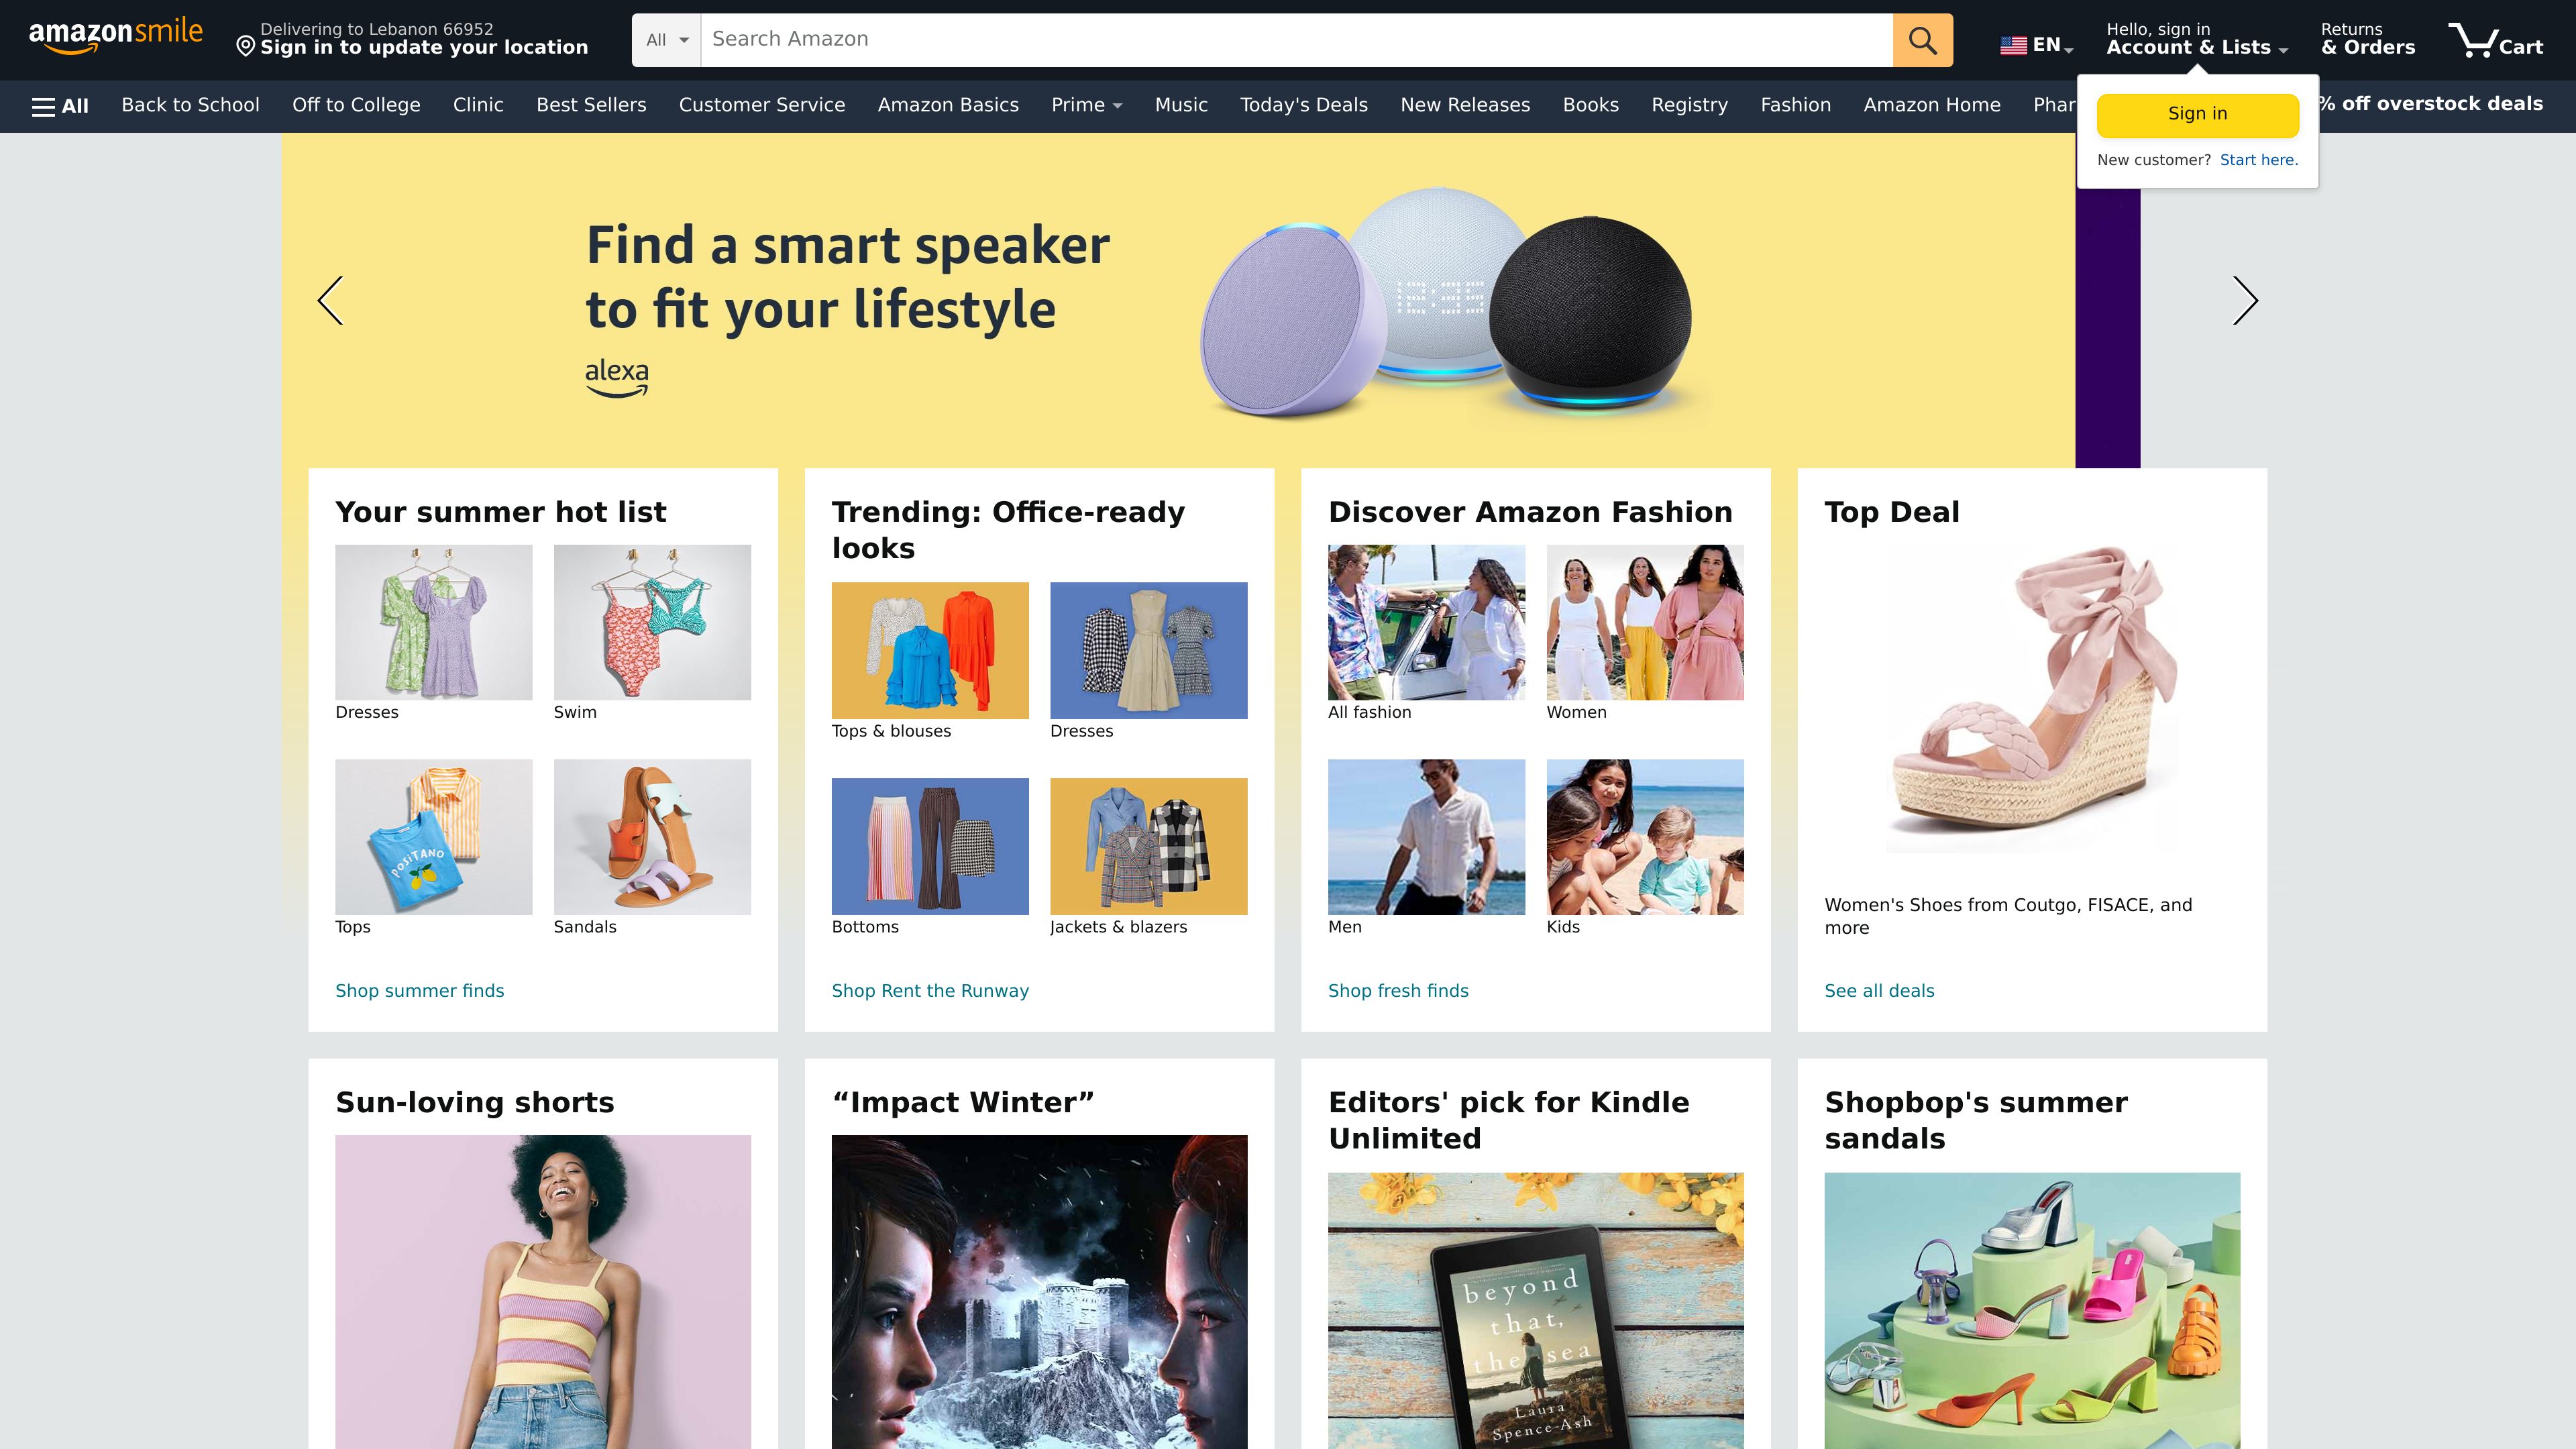 amazonsmile
Delivering to Lebanon 66952
Sign in to update your location
All
Search Amazon
EN
Hello, sign in
Account & Lists
Returns
& Orders
Cart
All
Back to School
Off to College
Clinic
Best Sellers
Customer Service
Amazon Basics
Prime
Music
Today's Deals
New Releases
Books
Registry
Fashion
Amazon Home
Phar
% off overstock deals
Sign in
New customer? Start here.
Find a smart speaker
to fit your lifestyle
alexa
12:35
Your summer hot list
Dresses
Swim
POSITANO
Tops
Sandals
Shop summer finds
Trending: Office-ready
looks
Tops & blouses
Dresses
Bottoms
Jackets & blazers
Shop Rent the Runway
Discover Amazon Fashion
All fashion
Women
Men
Kids
Shop fresh finds
Top Deal
Women's Shoes from Coutgo, FISACE, and
more
See all deals
Sun-loving shorts
“Impact Winter”
Editors' pick for Kindle
Unlimited
beyond
that,
the sea
Laura
Spence-Ash
Shopbop's summer
sandals